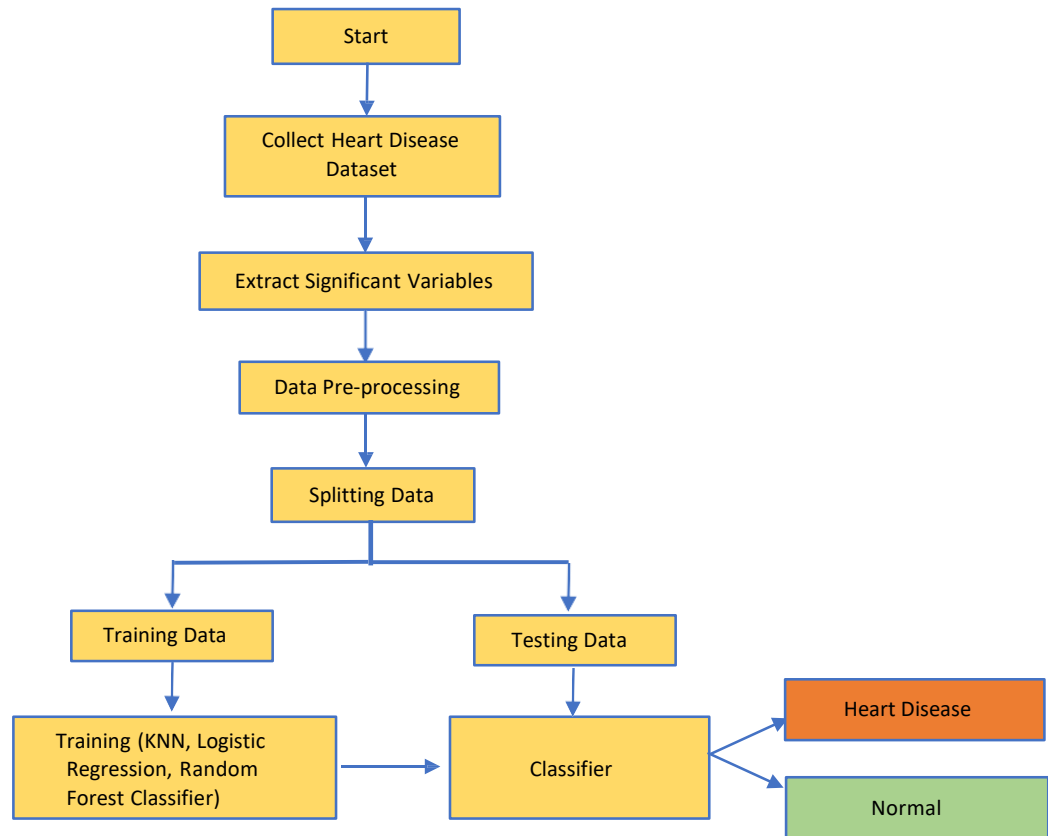 Start
Collect Heart Disease
Dataset
Extract Significant Variables
Data Pre-processing
Splitting Data
Training Data
Testing Data
Training (KNN, Logistic
Regression, Random
Forest Classifier)
Classifier
Heart Disease
Normal